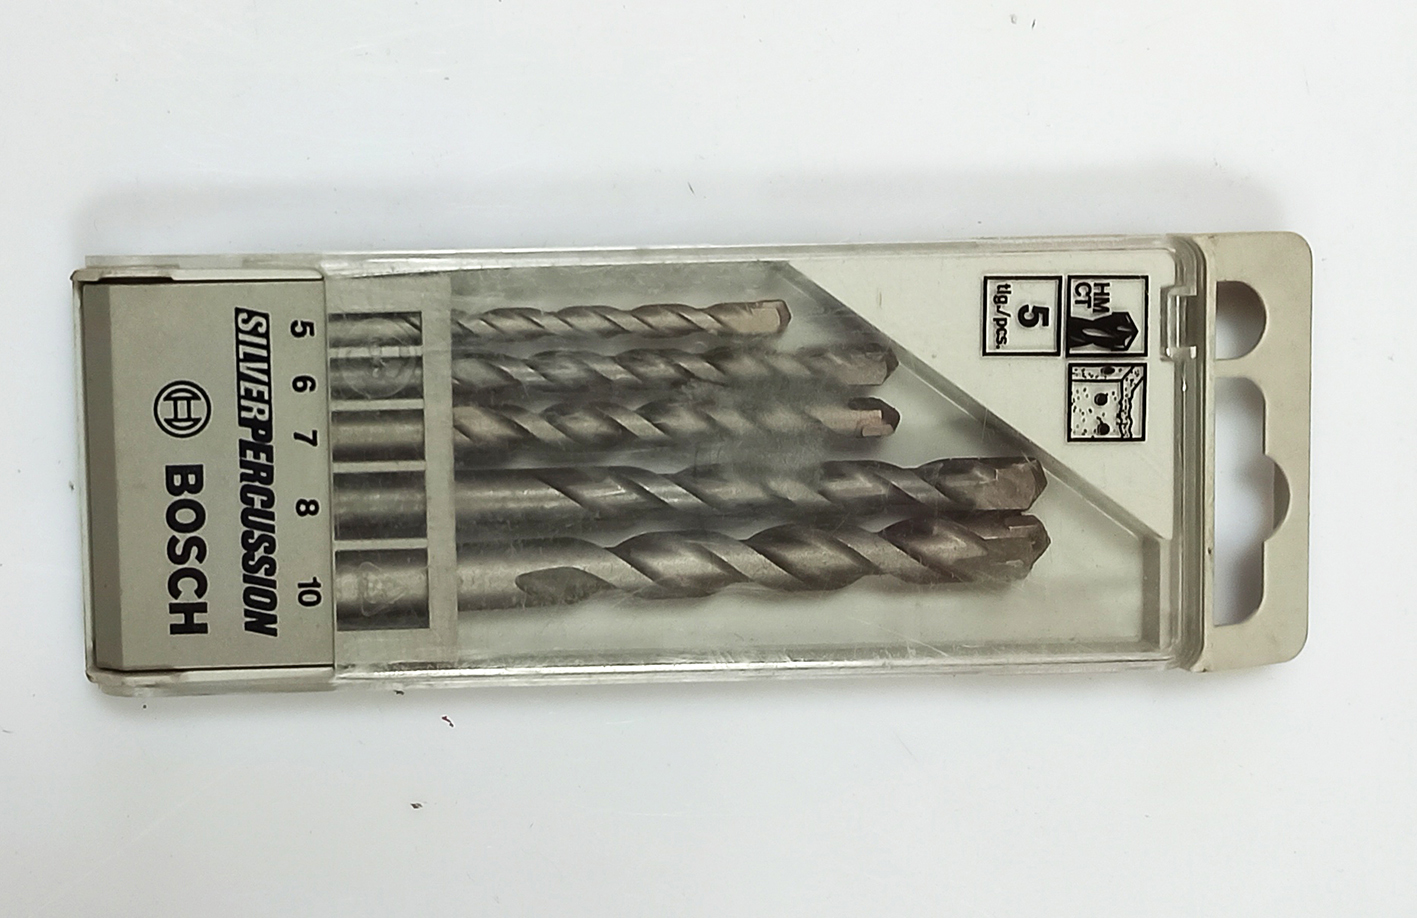 HM
CT
5
tlg./pcs.
5 6 7 8 10
SILVERPERCUSSION
BOSCH